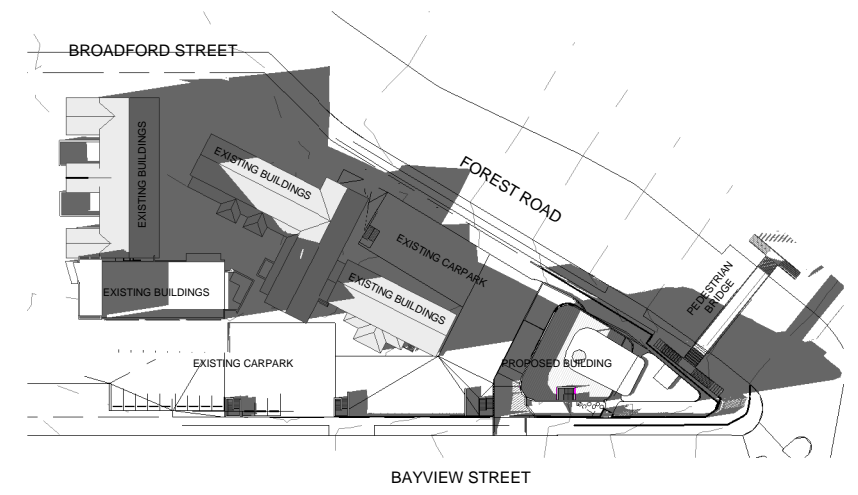 BROADFORD STREET
EXISTING BUILDINGS
EXISTING BUILDINGS
FOREST ROAD
EXISTING CARPARK
PEDESTRIAN
BRIDGE
EXISTING BUILDINGS
EXISTING BUILDINGS
EXISTING CARPARK
PROPOSED BUILDING
BAYVIEW STREET